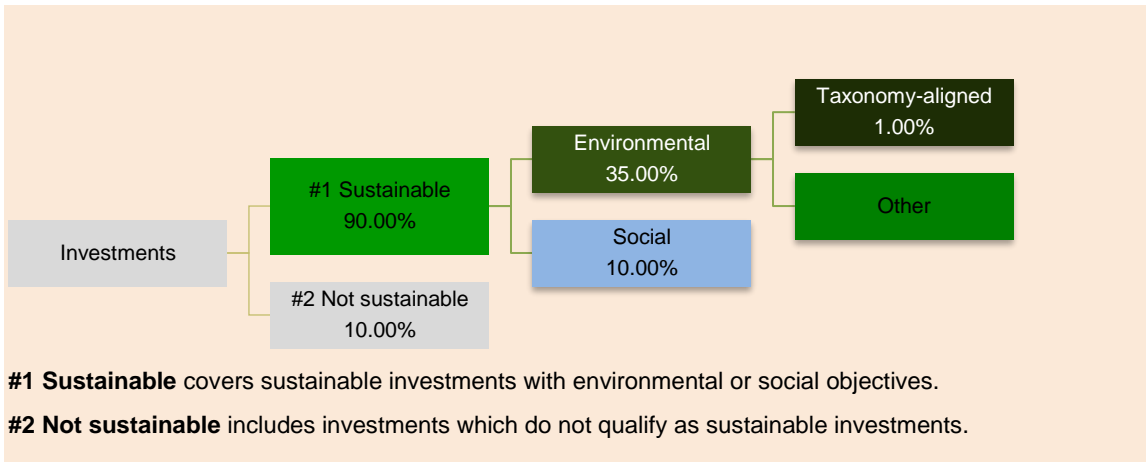 Taxonomy-aligned
1.00%
Environmental
35.00%
#1 Sustainable
90.00%
Other
Investments
Social
10.00%
#2 Not sustainable
10.00%
#1 Sustainable covers sustainable investments with environmental or social objectives.
#2 Not sustainable includes investments which do not qualify as sustainable investments.